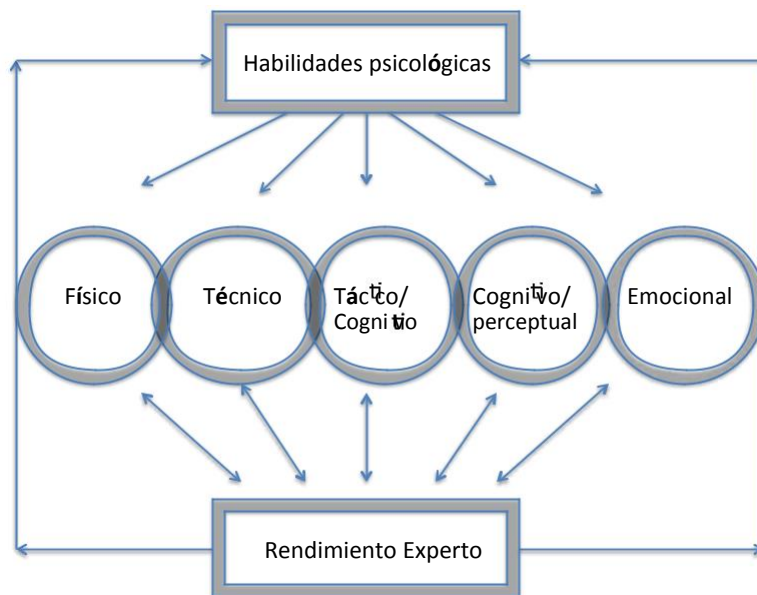 Habilidades psicológicas
Físico
Técnico
Táctico/
Cognitivo
Cognitivo/
perceptual
Emocional
Rendimiento Experto